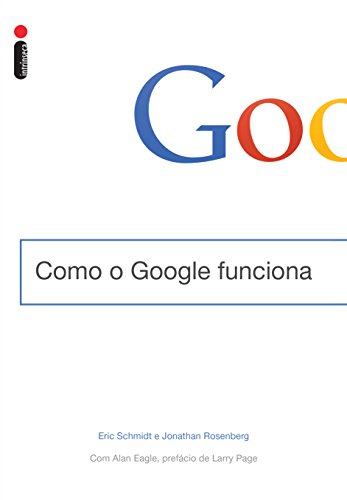 intrínseca
Goo
Como o Google funciona
Eric Schmidt e Jonathan Rosenberg
Com Alan Eagle, prefácio de Larry Page